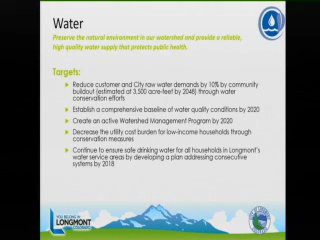 Water
Preserve the natural environment in our watershed and provide a reliable,
high quality water supply that protects public health.
Targets:
Reduce customer and City raw water demands by 10% by community
buildout (estimated at 3,500 acre-feet by 2048) through water
conservation efforts
Establish a comprehensive baseline of water quality conditions by 2020
Create an active Watershed Management Program by 2020
Decrease the utility cost burden for low-income households through
conservation measures
Continue to ensure safe drinking water for all households in Longmont's
water service areas by developing a plan addressing consecutive
systems by 2018
YOU BELONG IN
LONGMONT
COLORADO